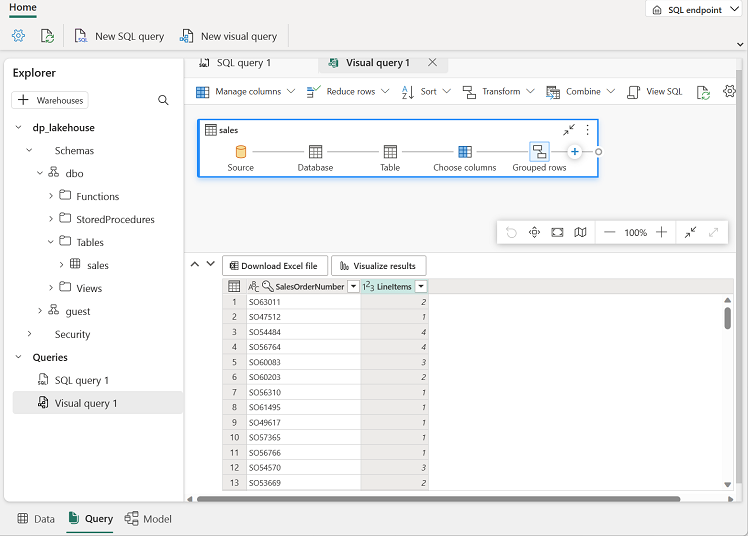 Home
SQL endpoint
New SQL query
New visual query
Explorer
+ Warehouses
dp_lakehouse
Schemas
dbo
Functions
StoredProcedures
Tables
sales
Views
guest
Security
Queries
SQL query 1
Visual query 1
SQL query 1
Visual query 1
Manage columns
Reduce rows
Sort
Transform
Combine
View SQL
sales
Source
Database
Table
Choose columns
Grouped rows
100%
Download Excel file
Visualize results
SalesOrderNumber LineItems
1 SO63011 2
2 SO47512 1
3 SO54484 4
4 SO56764 4
5 SO60083 3
6 SO60203 2
7 SO56310 1
8 SO61495 1
9 SO49617 1
10 SO57365 1
11 SO56766 1
12 SO54570 3
13 SO53669 2
Data
Query
Model